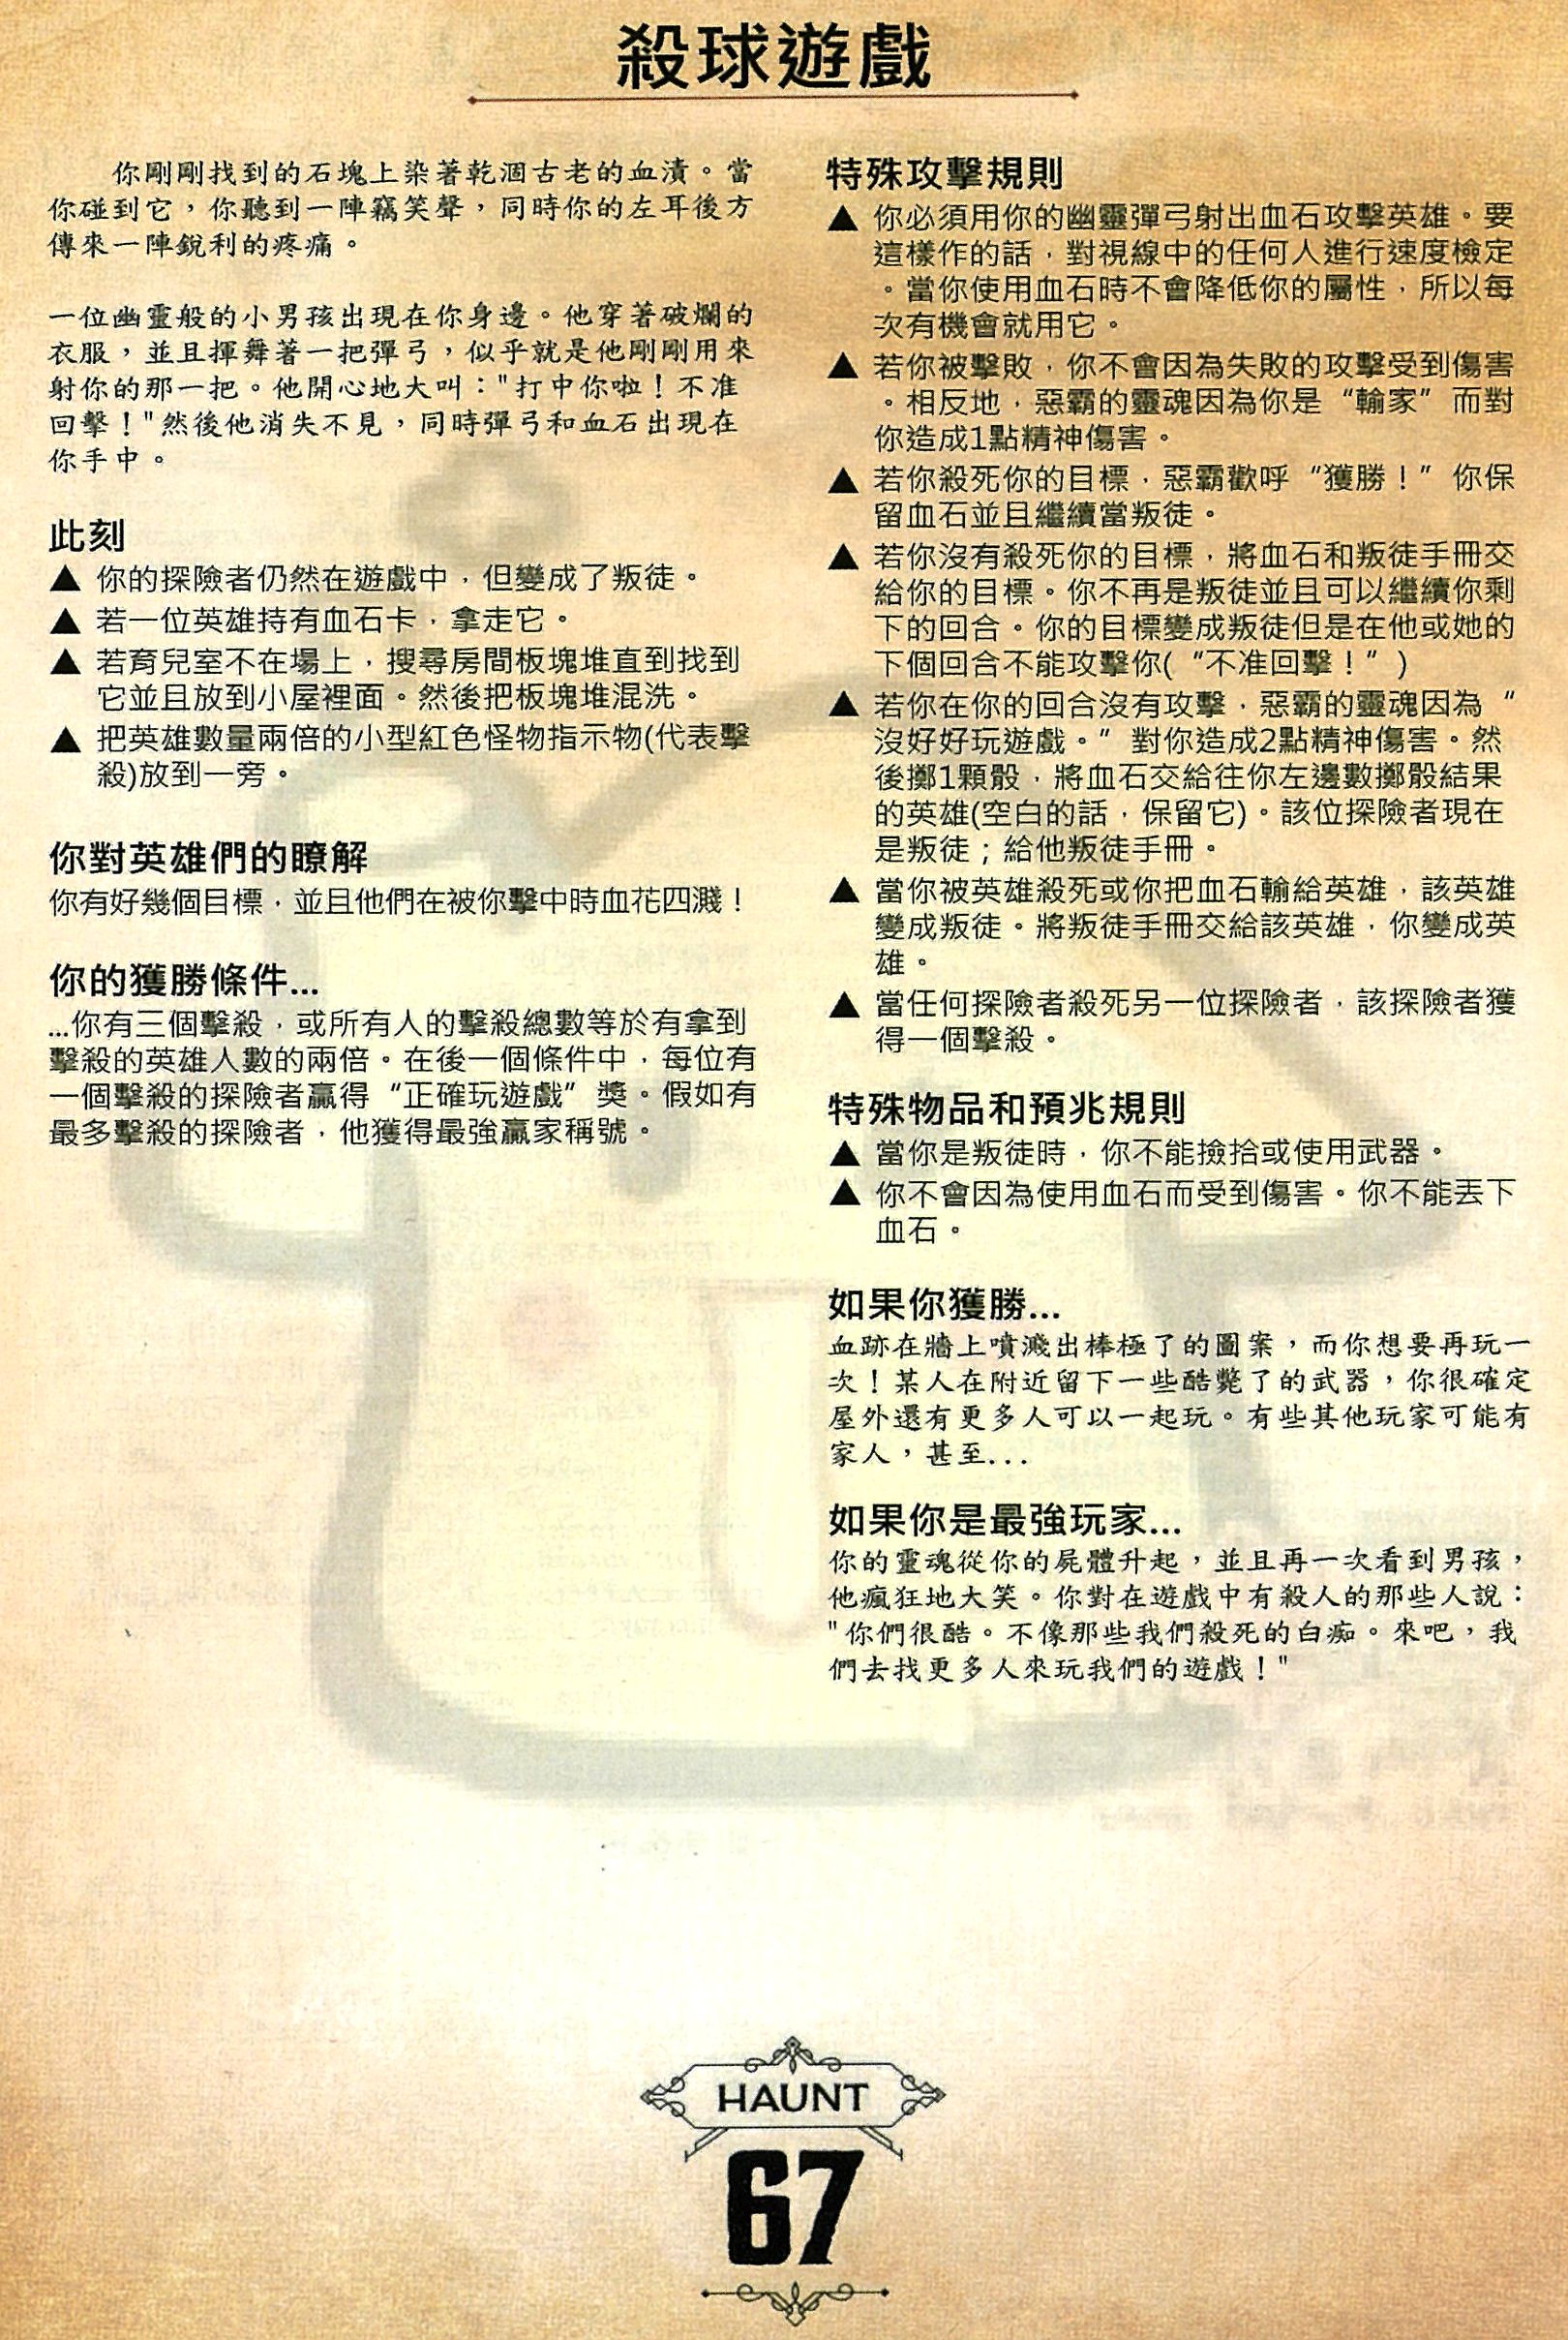 殺球遊戲
你剛剛找到的石塊上染著乾涸古老的血漬。當
你碰到它，你聽到一陣竊笑聲，同時你的左耳後方
傳來一陣銳利的疼痛。
一位幽靈般的小男孩出現在你身邊。他穿著破爛的
衣服，並且揮舞著一把彈弓，似乎就是他剛剛用來
射你的那一把。他開心地大叫："打中你啦！不准
回擊！"然後他消失不見，同時彈弓和血石出現在
你手中。
此刻
▲ 你的探險者仍然在遊戲中，但變成了叛徒。
▲ 若一位英雄持有血石卡，拿走它。
▲ 若育兒室不在場上，搜尋房間板塊堆直到找到
它並且放到小屋裡面。然後把板塊堆混洗。
▲ 把英雄數量兩倍的小型紅色怪物指示物(代表擊
殺)放到一旁。
你對英雄們的瞭解
你有好幾個目標，並且他們在被你擊中時血花四濺！
你的獲勝條件...
...你有三個擊殺，或所有人的擊殺總數等於有拿到
擊殺的英雄人數的兩倍。在後一個條件中，每位有
一個擊殺的探險者贏得“正確玩遊戲”獎。假如有
最多擊殺的探險者，他獲得最強贏家稱號。
特殊攻擊規則
▲ 你必須用你的幽靈彈弓射出血石攻擊英雄。要
這樣作的話，對視線中的任何人進行速度檢定
。當你使用血石時不會降低你的屬性，所以每
次有機會就用它。
▲ 若你被擊敗，你不會因為失敗的攻擊受到傷害
。相反地，惡霸的靈魂因為你是“輸家”而對
你造成1點精神傷害。
▲ 若你殺死你的目標，惡霸歡呼“獲勝！”你保
留血石並且繼續當叛徒。
▲ 若你沒有殺死你的目標，將血石和叛徒手冊交
給你的目標。你不再是叛徒並且可以繼續你剩
下的回合。你的目標變成叛徒但是在他或她的
下個回合不能攻擊你(“不准回擊！”)
▲ 若你在你的回合沒有攻擊，惡霸的靈魂因為“
沒好好玩遊戲。”對你造成2點精神傷害。然
後擲1顆骰，將血石交給往你左邊數擲骰結果
的英雄(空白的話，保留它)。該位探險者現在
是叛徒；給他叛徒手冊。
▲ 當你被英雄殺死或你把血石輸給英雄，該英雄
變成叛徒。將叛徒手冊交給該英雄，你變成英
雄。
▲ 當任何探險者殺死另一位探險者，該探險者獲
得一個擊殺。
特殊物品和預兆規則
▲ 當你是叛徒時，你不能撿拾或使用武器。
▲ 你不會因為使用血石而受到傷害。你不能丟下
血石。
如果你獲勝...
血跡在牆上噴濺出棒極了的圖案，而你想要再玩一
次！某人在附近留下一些酷斃了的武器，你很確定
屋外還有更多人可以一起玩。有些其他玩家可能有
家人，甚至...
如果你是最強玩家...
你的靈魂從你的屍體升起，並且再一次看到男孩，
他瘋狂地大笑。你對在遊戲中有殺人的那些人說：
"你們很酷。不像那些我們殺死的白痴。來吧，我
們去找更多人來玩我們的遊戲！"
HAUNT
67